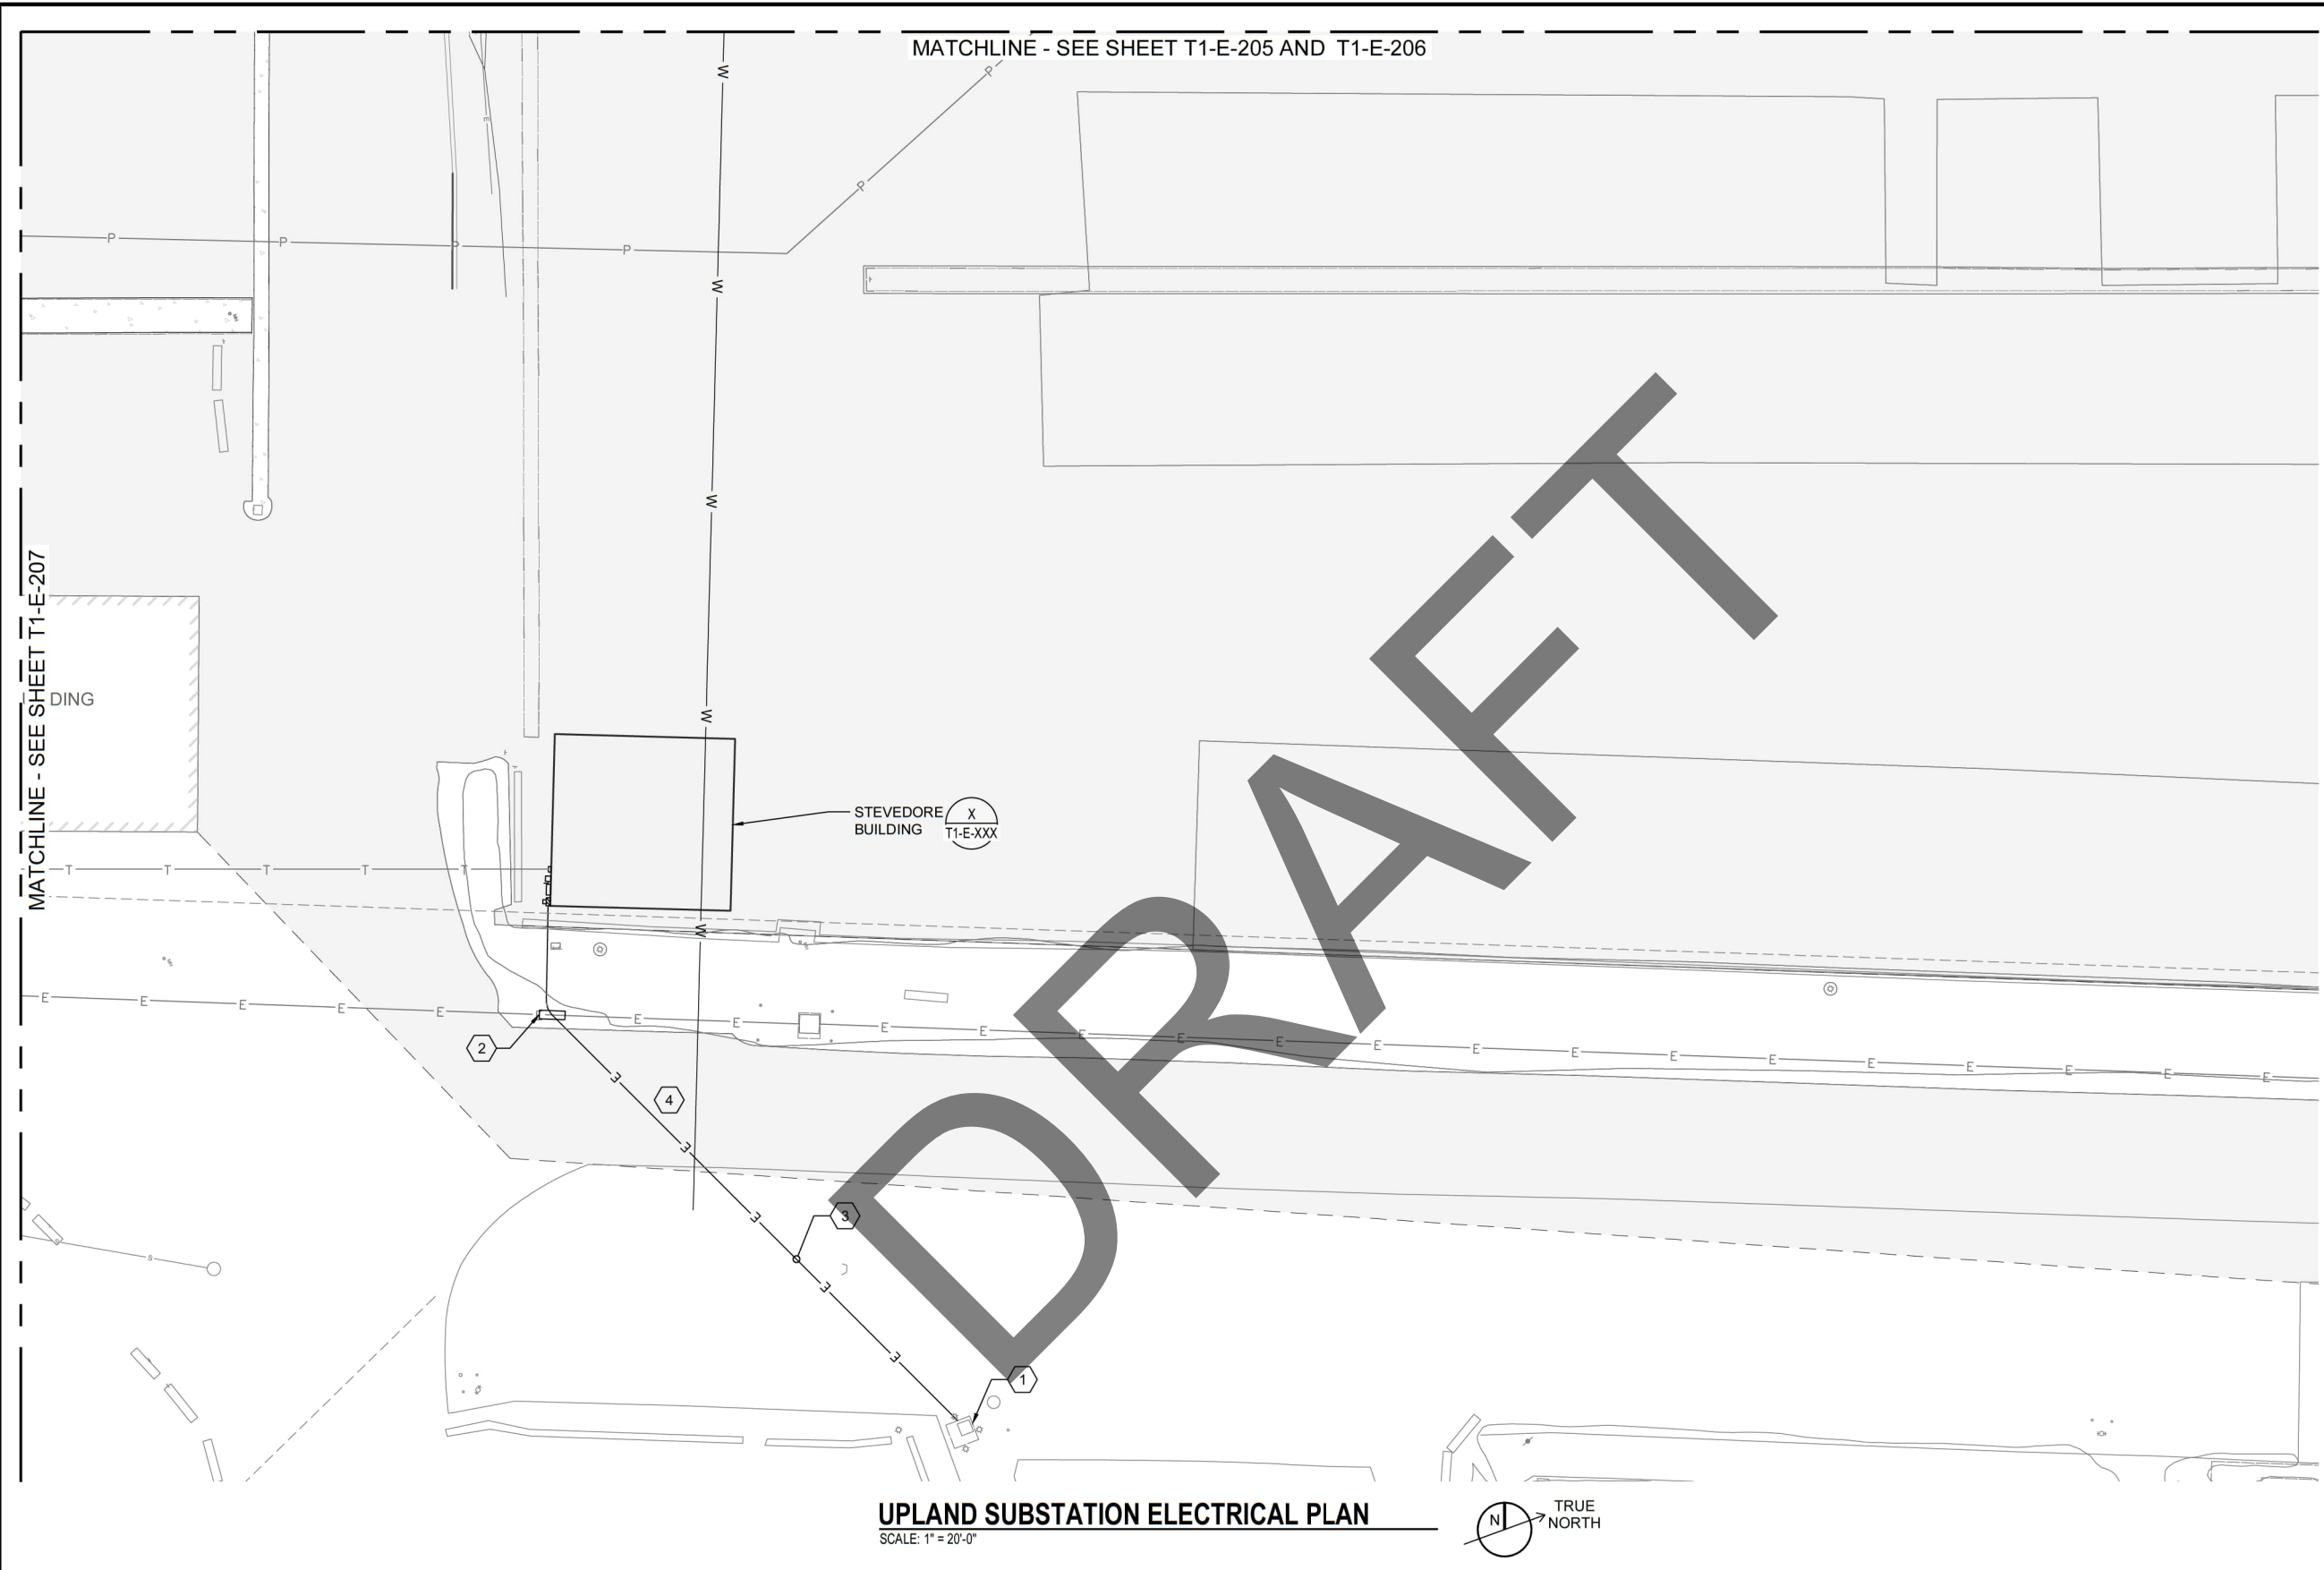 MATCHLINE - SEE SHEET T1-E-205 AND T1-E-206
W
P
E
P
W
P
P
P
P
W
MATCHLINE - SEE SHEET T1-E-207
DING
W
STEVEDORE
BUILDING
X
T1-E-XXX
T T T T T
W
E E E E E E E E E E E E E E E E E E E E E E
2
4
E
E
3
E
S S
E
E
1
DRAFT
UPLAND SUBSTATION ELECTRICAL PLAN
SCALE: 1" = 20'-0"
N
TRUE
NORTH